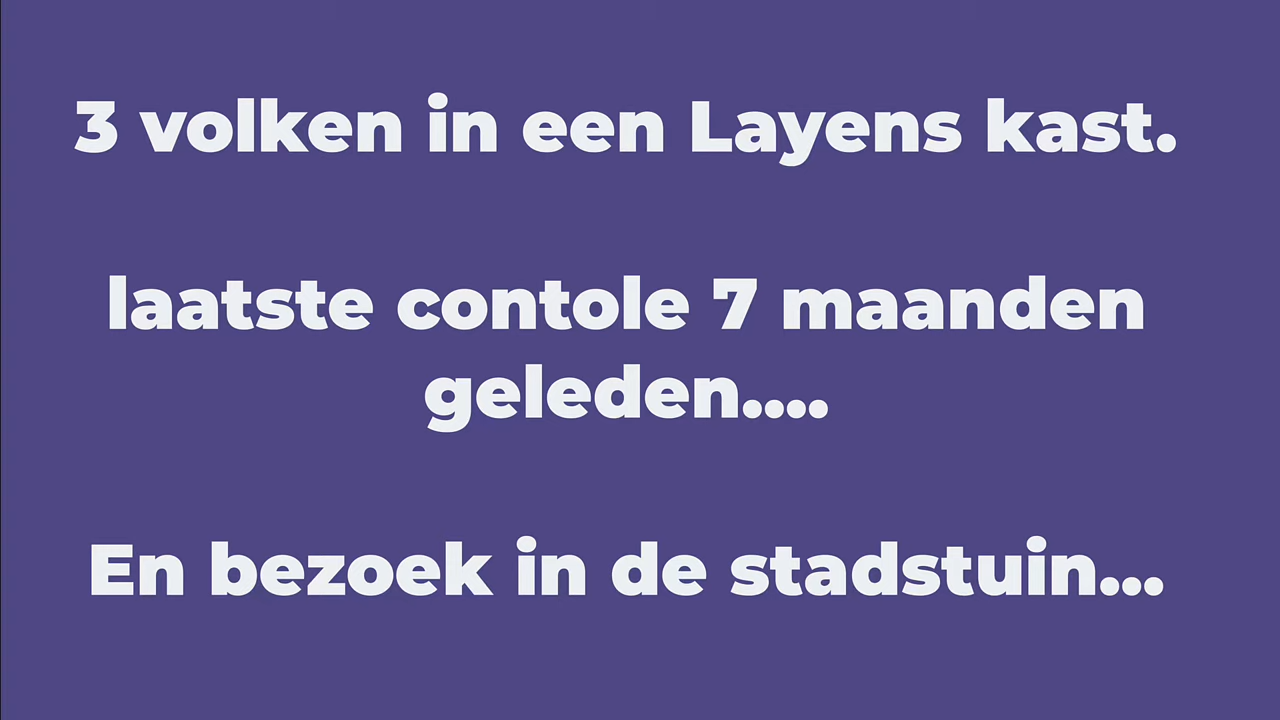 3 volken in een Layens kast.
laatste contole 7 maanden
geleden....
En bezoek in de stadstuin...